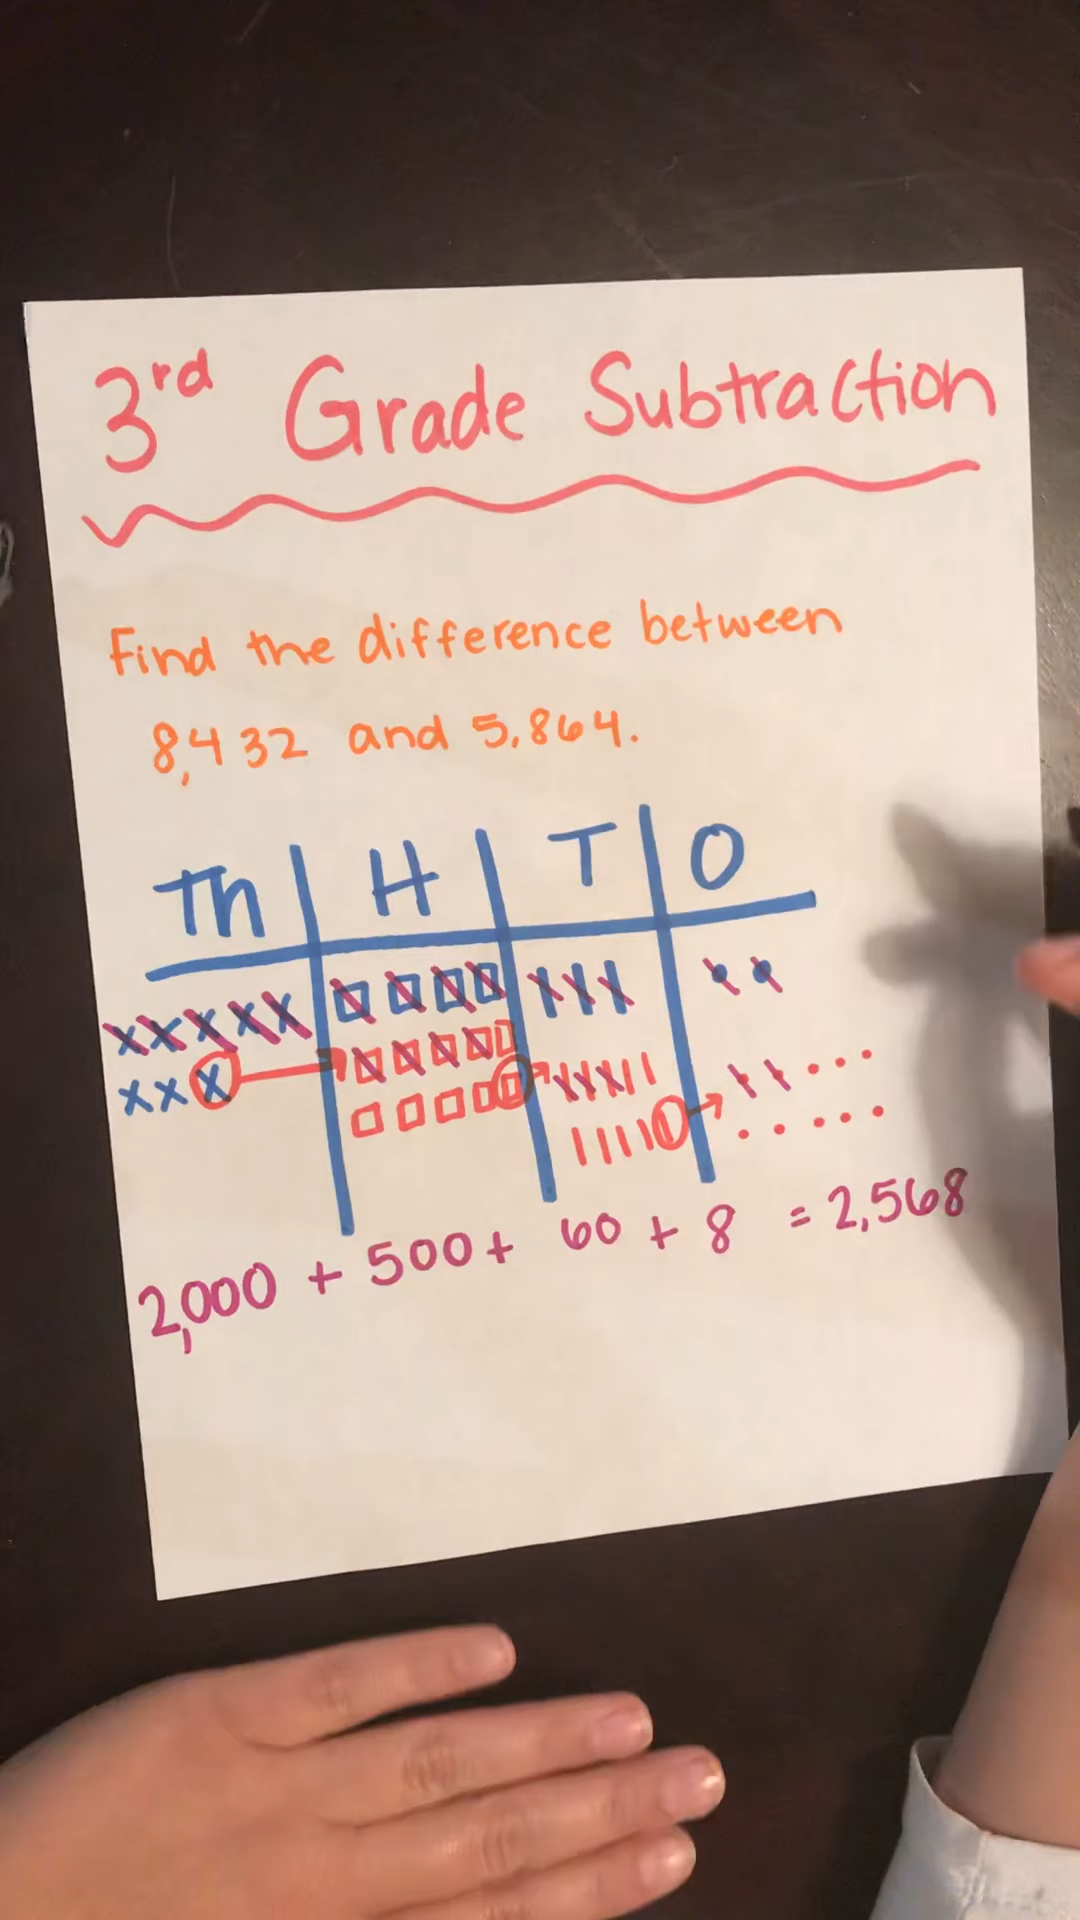 3rd Grade Subtraction
Find the difference between
8,432 and 5,864.
Th H T O
2,000 + 500 + 60 + 8 = 2,568